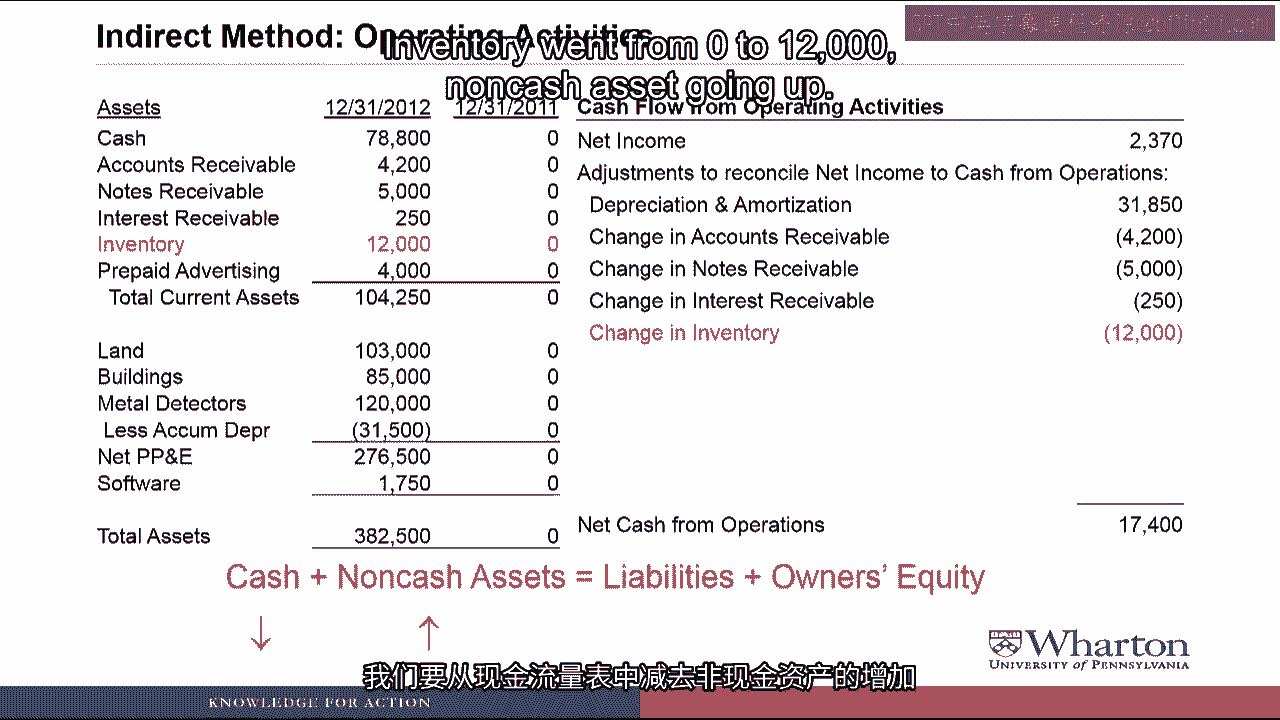 Indirect Method: Operating Activities
Inventory went from 0 to 12,000,
noncash asset going up.
Assets 12/31/2012 12/31/2011
Cash 78,800 0
Accounts Receivable 4,200 0
Notes Receivable 5,000 0
Interest Receivable 250 0
Inventory 12,000 0
Prepaid Advertising 4,000 0
Total Current Assets 104,250 0
Land 103,000 0
Buildings 85,000 0
Metal Detectors 120,000 0
Less Accum Depr (31,500) 0
Net PP&E 276,500 0
Software 1,750 0
Total Assets 382,500 0
Cash Flow from Operating Activities
Net Income 2,370
Adjustments to reconcile Net Income to Cash from Operations:
Depreciation & Amortization 31,850
Change in Accounts Receivable (4,200)
Change in Notes Receivable (5,000)
Change in Interest Receivable (250)
Change in Inventory (12,000)
Net Cash from Operations 17,400
Cash + Noncash Assets = Liabilities + Owners' Equity
↓ ↑
我们要从现金流量表中减去非现金资产的增加
Wharton
UNIVERSITY of PENNSYLVANIA
KNOWLEDGE FOR ACTION